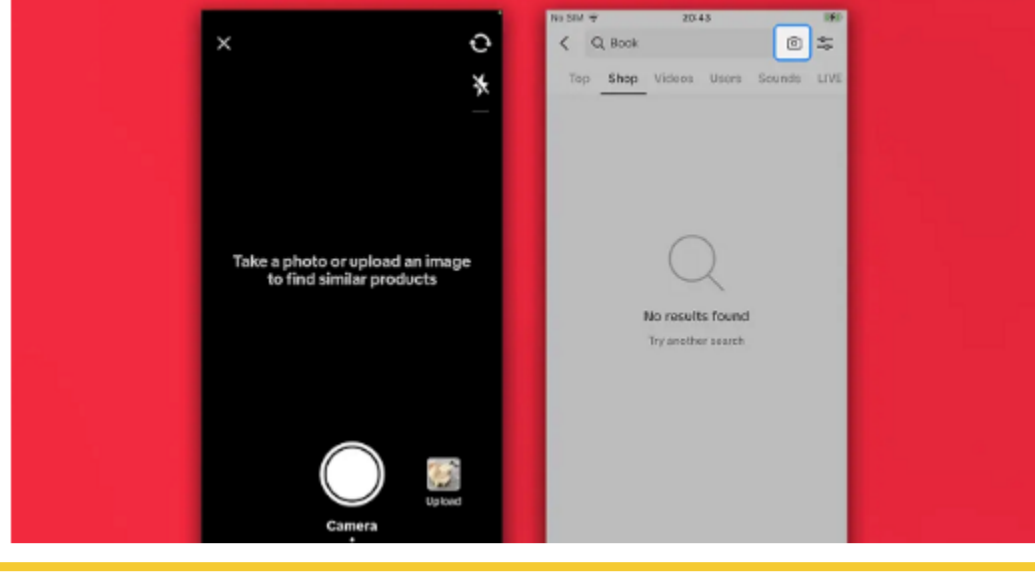 Take a photo or upload an image
to find similar products
Upload
Camera
No SIM 20:43
Book
Top Shop Videos Users Sounds LIVE
No results found
Try another search